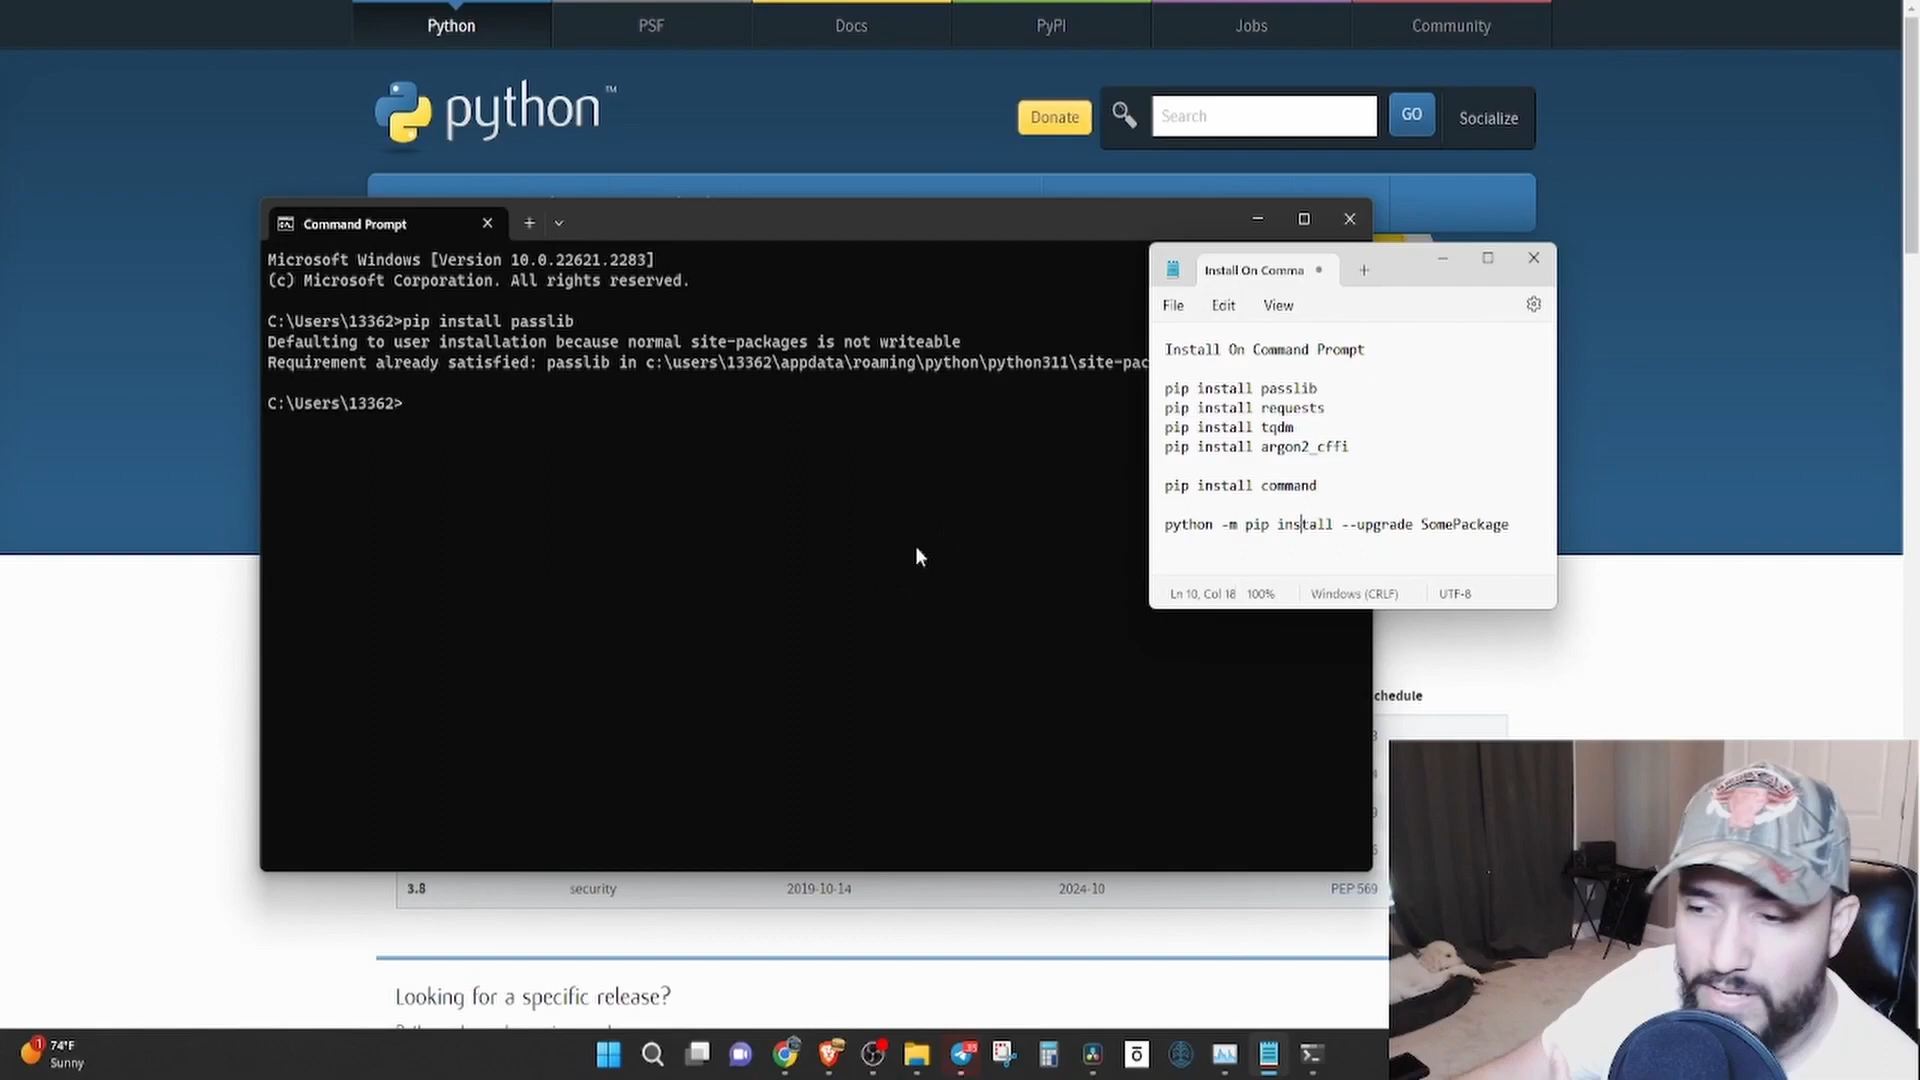 Python
PSF
Docs
PyPI
Jobs
Community
python™
Donate
Search
GO
Socialize
Command Prompt
Microsoft Windows [Version 10.0.22621.2283]
(c) Microsoft Corporation. All rights reserved.
C:\Users\13362>pip install passlib
Defaulting to user installation because normal site-packages is not writeable
Requirement already satisfied: passlib in c:\users\13362\appdata\roaming\python\python311\site-pac
C:\Users\13362>
Install On Comma
File
Edit
View
Install On Command Prompt
pip install passlib
pip install requests
pip install tqdm
pip install argon2_cffi
pip install command
python -m pip install --upgrade SomePackage
Ln 10, Col 18
100%
Windows (CRLF)
UTF-8
chedule
3.8
security
2019-10-14
2024-10
PEP 569
Looking for a specific release?
1
74°F
Sunny
35